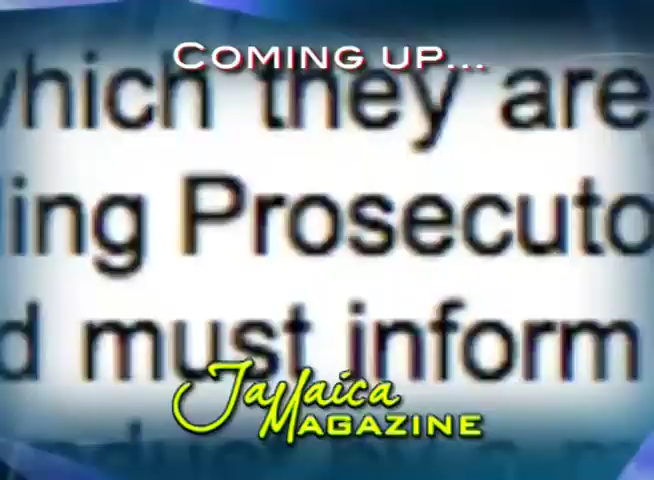 COMING UP...
which they are
ing Prosecuto
d must inform
Jamaica
MAGAZINE